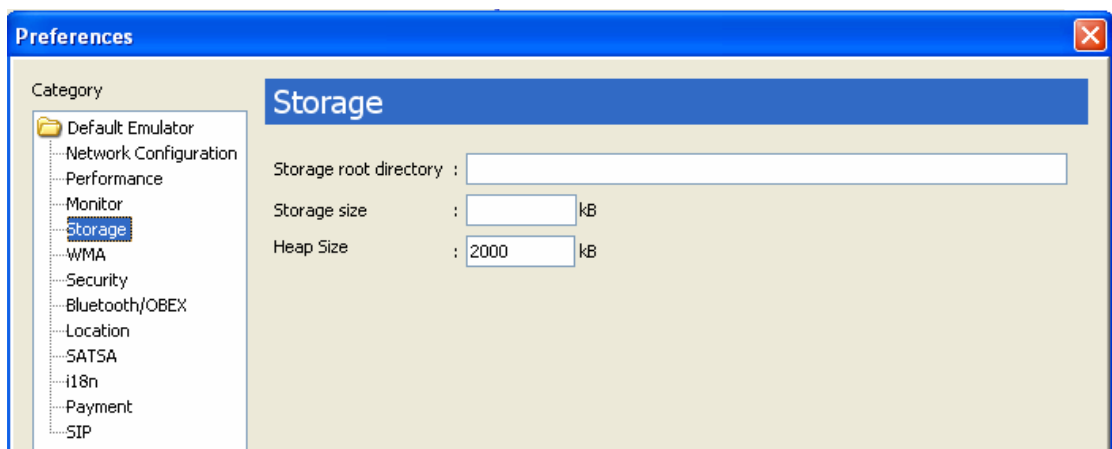 Preferences
Category
Default Emulator
Network Configuration
Performance
Monitor
Storage
WMA
Security
Bluetooth/OBEX
Location
SATSA
i18n
Payment
SIP
Storage
Storage root directory :
Storage size : kB
Heap Size : 2000 kB